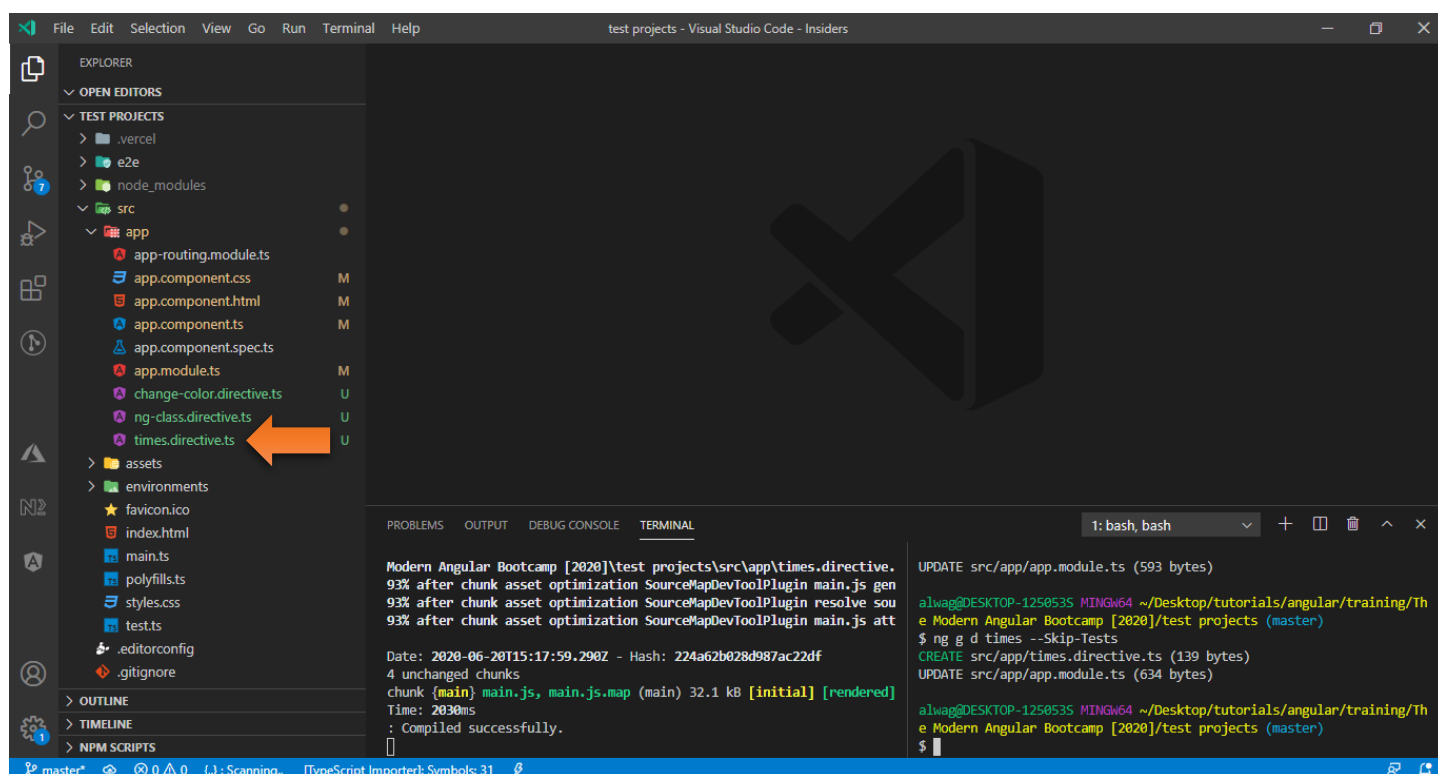 File Edit Selection View Go Run Terminal Help
test projects - Visual Studio Code - Insiders
EXPLORER
OPEN EDITORS
TEST PROJECTS
.vercel
e2e
node_modules
src
app
app-routing.module.ts
app.component.css M
app.component.html M
app.component.ts M
app.component.spec.ts
app.module.ts M
change-color.directive.ts U
ng-class.directive.ts U
times.directive.ts U
assets
environments
favicon.ico
index.html
main.ts
polyfills.ts
styles.css
test.ts
.editorconfig
.gitignore
OUTLINE
TIMELINE
NPM SCRIPTS
7
N2
1
PROBLEMS OUTPUT DEBUG CONSOLE TERMINAL
1: bash, bash
Modern Angular Bootcamp [2020]\test projects\src\app\times.directive.
93% after chunk asset optimization SourceMapDevToolPlugin main.js gen
93% after chunk asset optimization SourceMapDevToolPlugin resolve sou
93% after chunk asset optimization SourceMapDevToolPlugin main.js att
Date: 2020-06-20T15:17:59.290Z - Hash: 224a62b028d987ac22df
4 unchanged chunks
chunk {main} main.js, main.js.map (main) 32.1 kB [initial] [rendered]
Time: 2030ms
: Compiled successfully.
UPDATE src/app/app.module.ts (593 bytes)
alwag@DESKTOP-125053S MINGW64 ~/Desktop/tutorials/angular/training/Th
e Modern Angular Bootcamp [2020]/test projects (master)
$ ng g d times --Skip-Tests
CREATE src/app/times.directive.ts (139 bytes)
UPDATE src/app/app.module.ts (634 bytes)
alwag@DESKTOP-125053S MINGW64 ~/Desktop/tutorials/angular/training/Th
e Modern Angular Bootcamp [2020]/test projects (master)
$
master* 0 0 {..} : Scanning.. [TypeScript Importer]: Symbols: 31